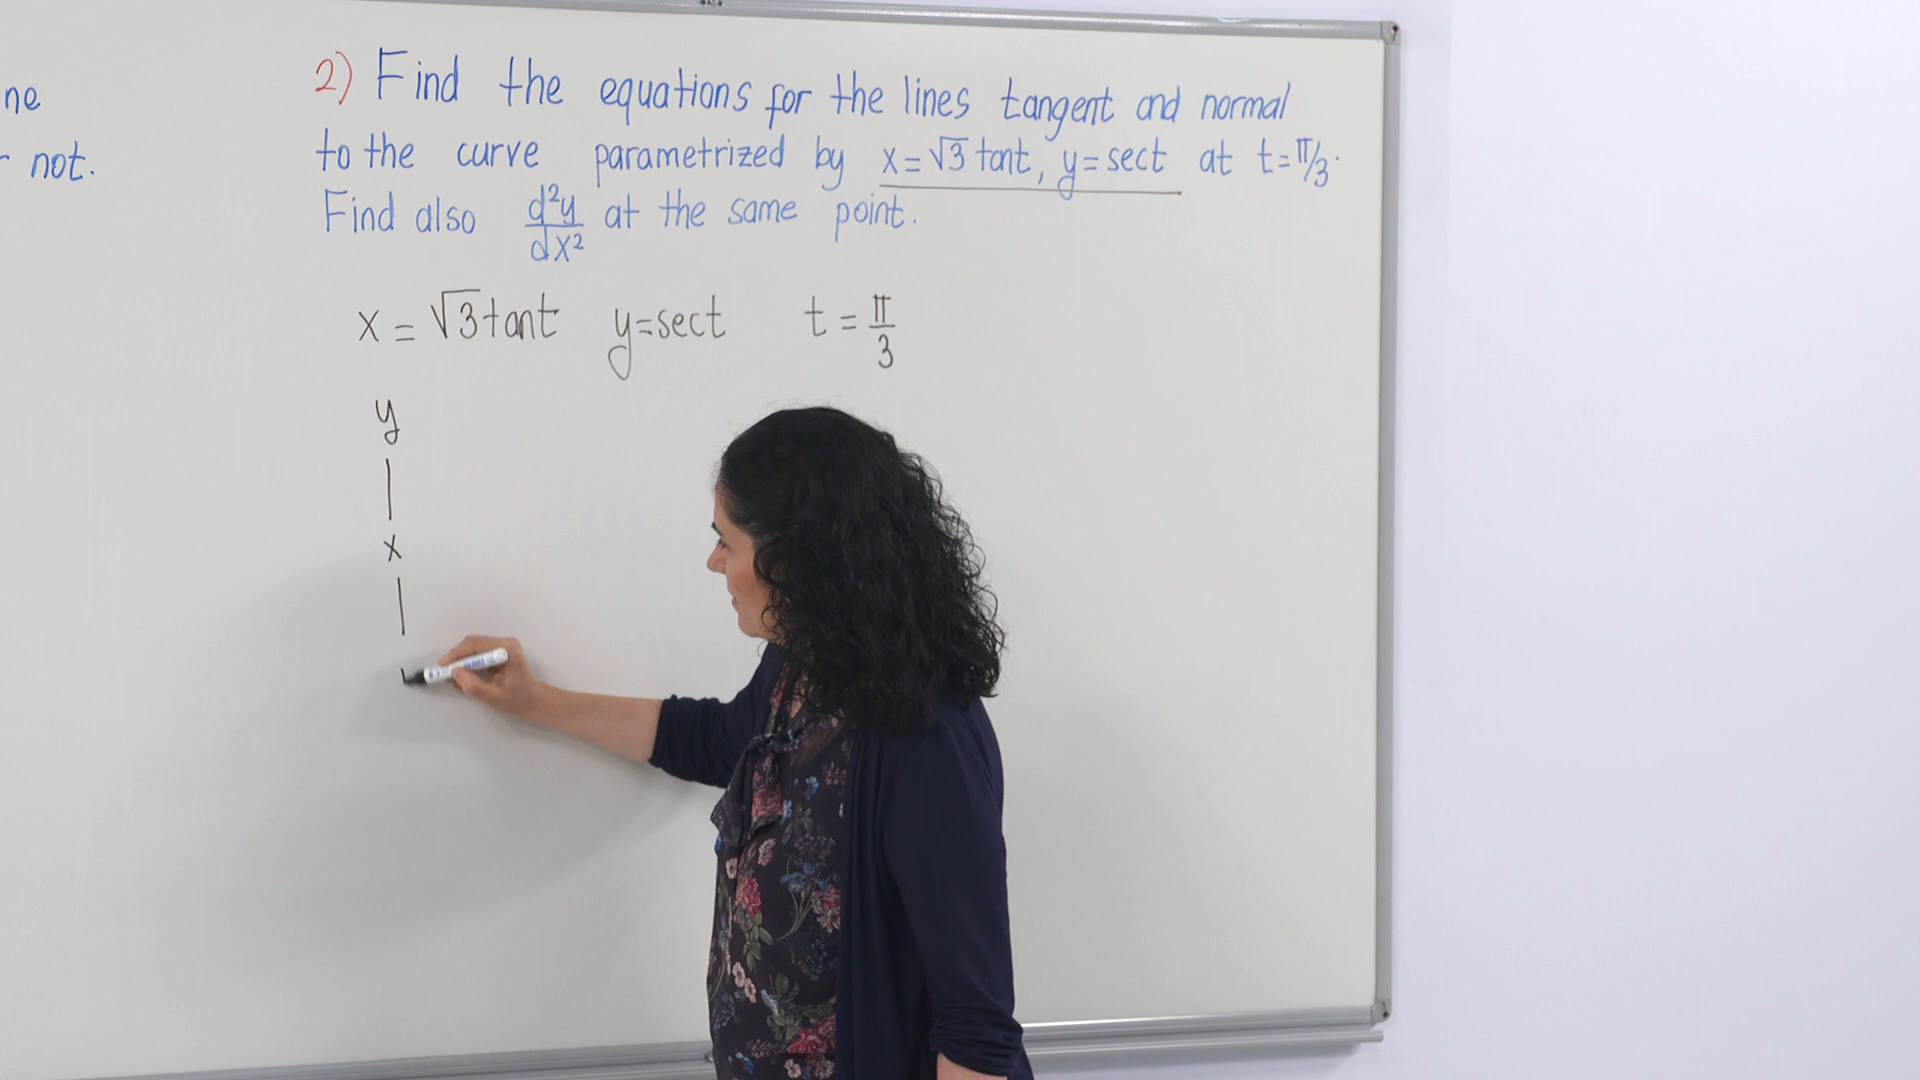 ne
not.
2) Find the equations for the lines tangent and normal
to the curve parametrized by x=√3 tant, y=sect at t=π/3.
Find also d²y/dx² at the same point.
x = √3 tant y=sect t = π/3
y
x